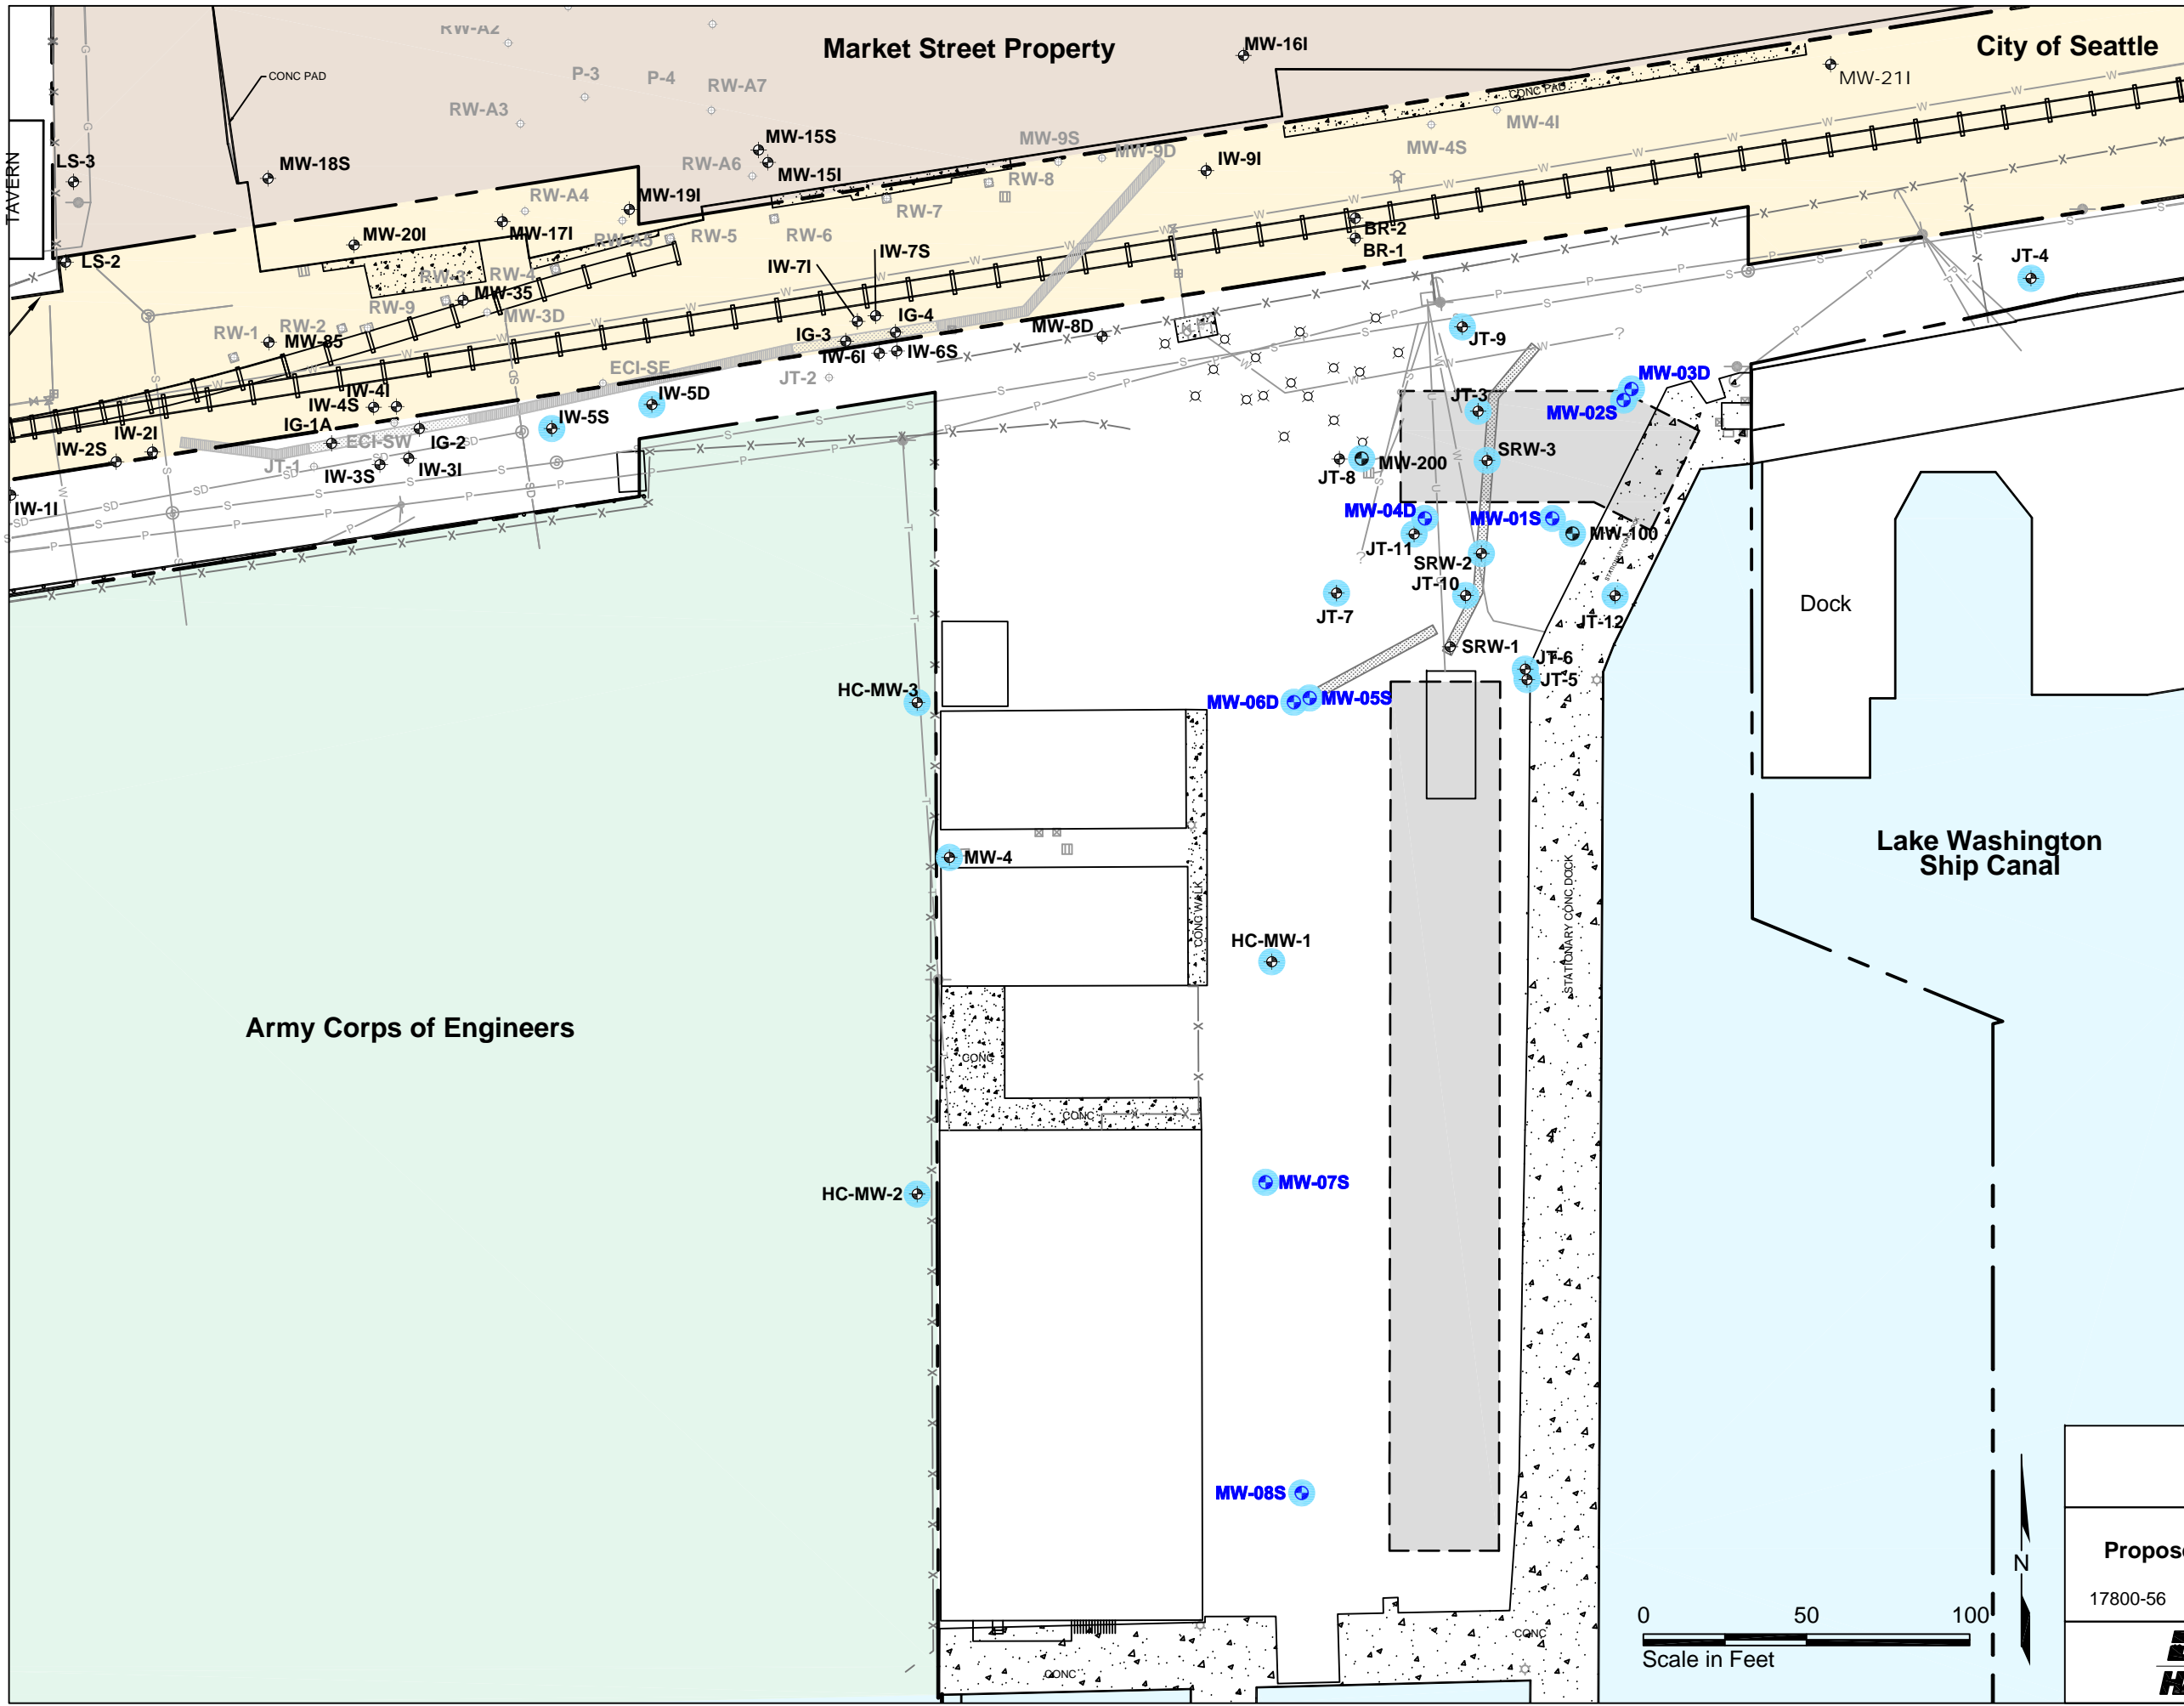 RW-A2
Market Street Property
MW-16I
City of Seattle
CONC PAD
P-3
P-4
RW-A7
RW-A3
CONC PAD
MW-21I
MW-4I
MW-4S
TAVERN
LS-3
MW-18S
MW-15S
MW-15I
RW-A6
MW-9S
MW-9D
IW-9I
RW-8
RW-A4
MW-19I
RW-7
MW-20I
MW-17I
RW-A5
RW-5
RW-6
BR-2
BR-1
LS-2
RW-3
RW-4
IW-7I
IW-7S
JT-4
RW-9
MW-35
MW-3D
RW-1
RW-2
MW-85
IG-3
IG-4
MW-8D
JT-9
IW-6I
IW-6S
ECI-SE
JT-2
MW-03D
MW-02S
IW-4I
IW-4S
IW-5D
IW-5S
JT-3
IG-1A
ECI-SW
IG-2
IW-2S
IW-2I
JT-1
IW-3S
IW-3I
SRW-3
JT-8
MW-200
IW-1I
MW-04D
MW-01S
MW-100
JT-11
SRW-2
JT-10
JT-7
JT-12
Dock
SRW-1
JT-6
JT-5
HC-MW-3
MW-06D
MW-05S
MW-4
Lake Washington
Ship Canal
CONC WALK
STATIONARY CONC DOCK
HC-MW-1
Army Corps of Engineers
CONC
CONC
MW-07S
HC-MW-2
MW-08S
N
Propos
17800-56
0 50 100
Scale in Feet
CONC
CONC